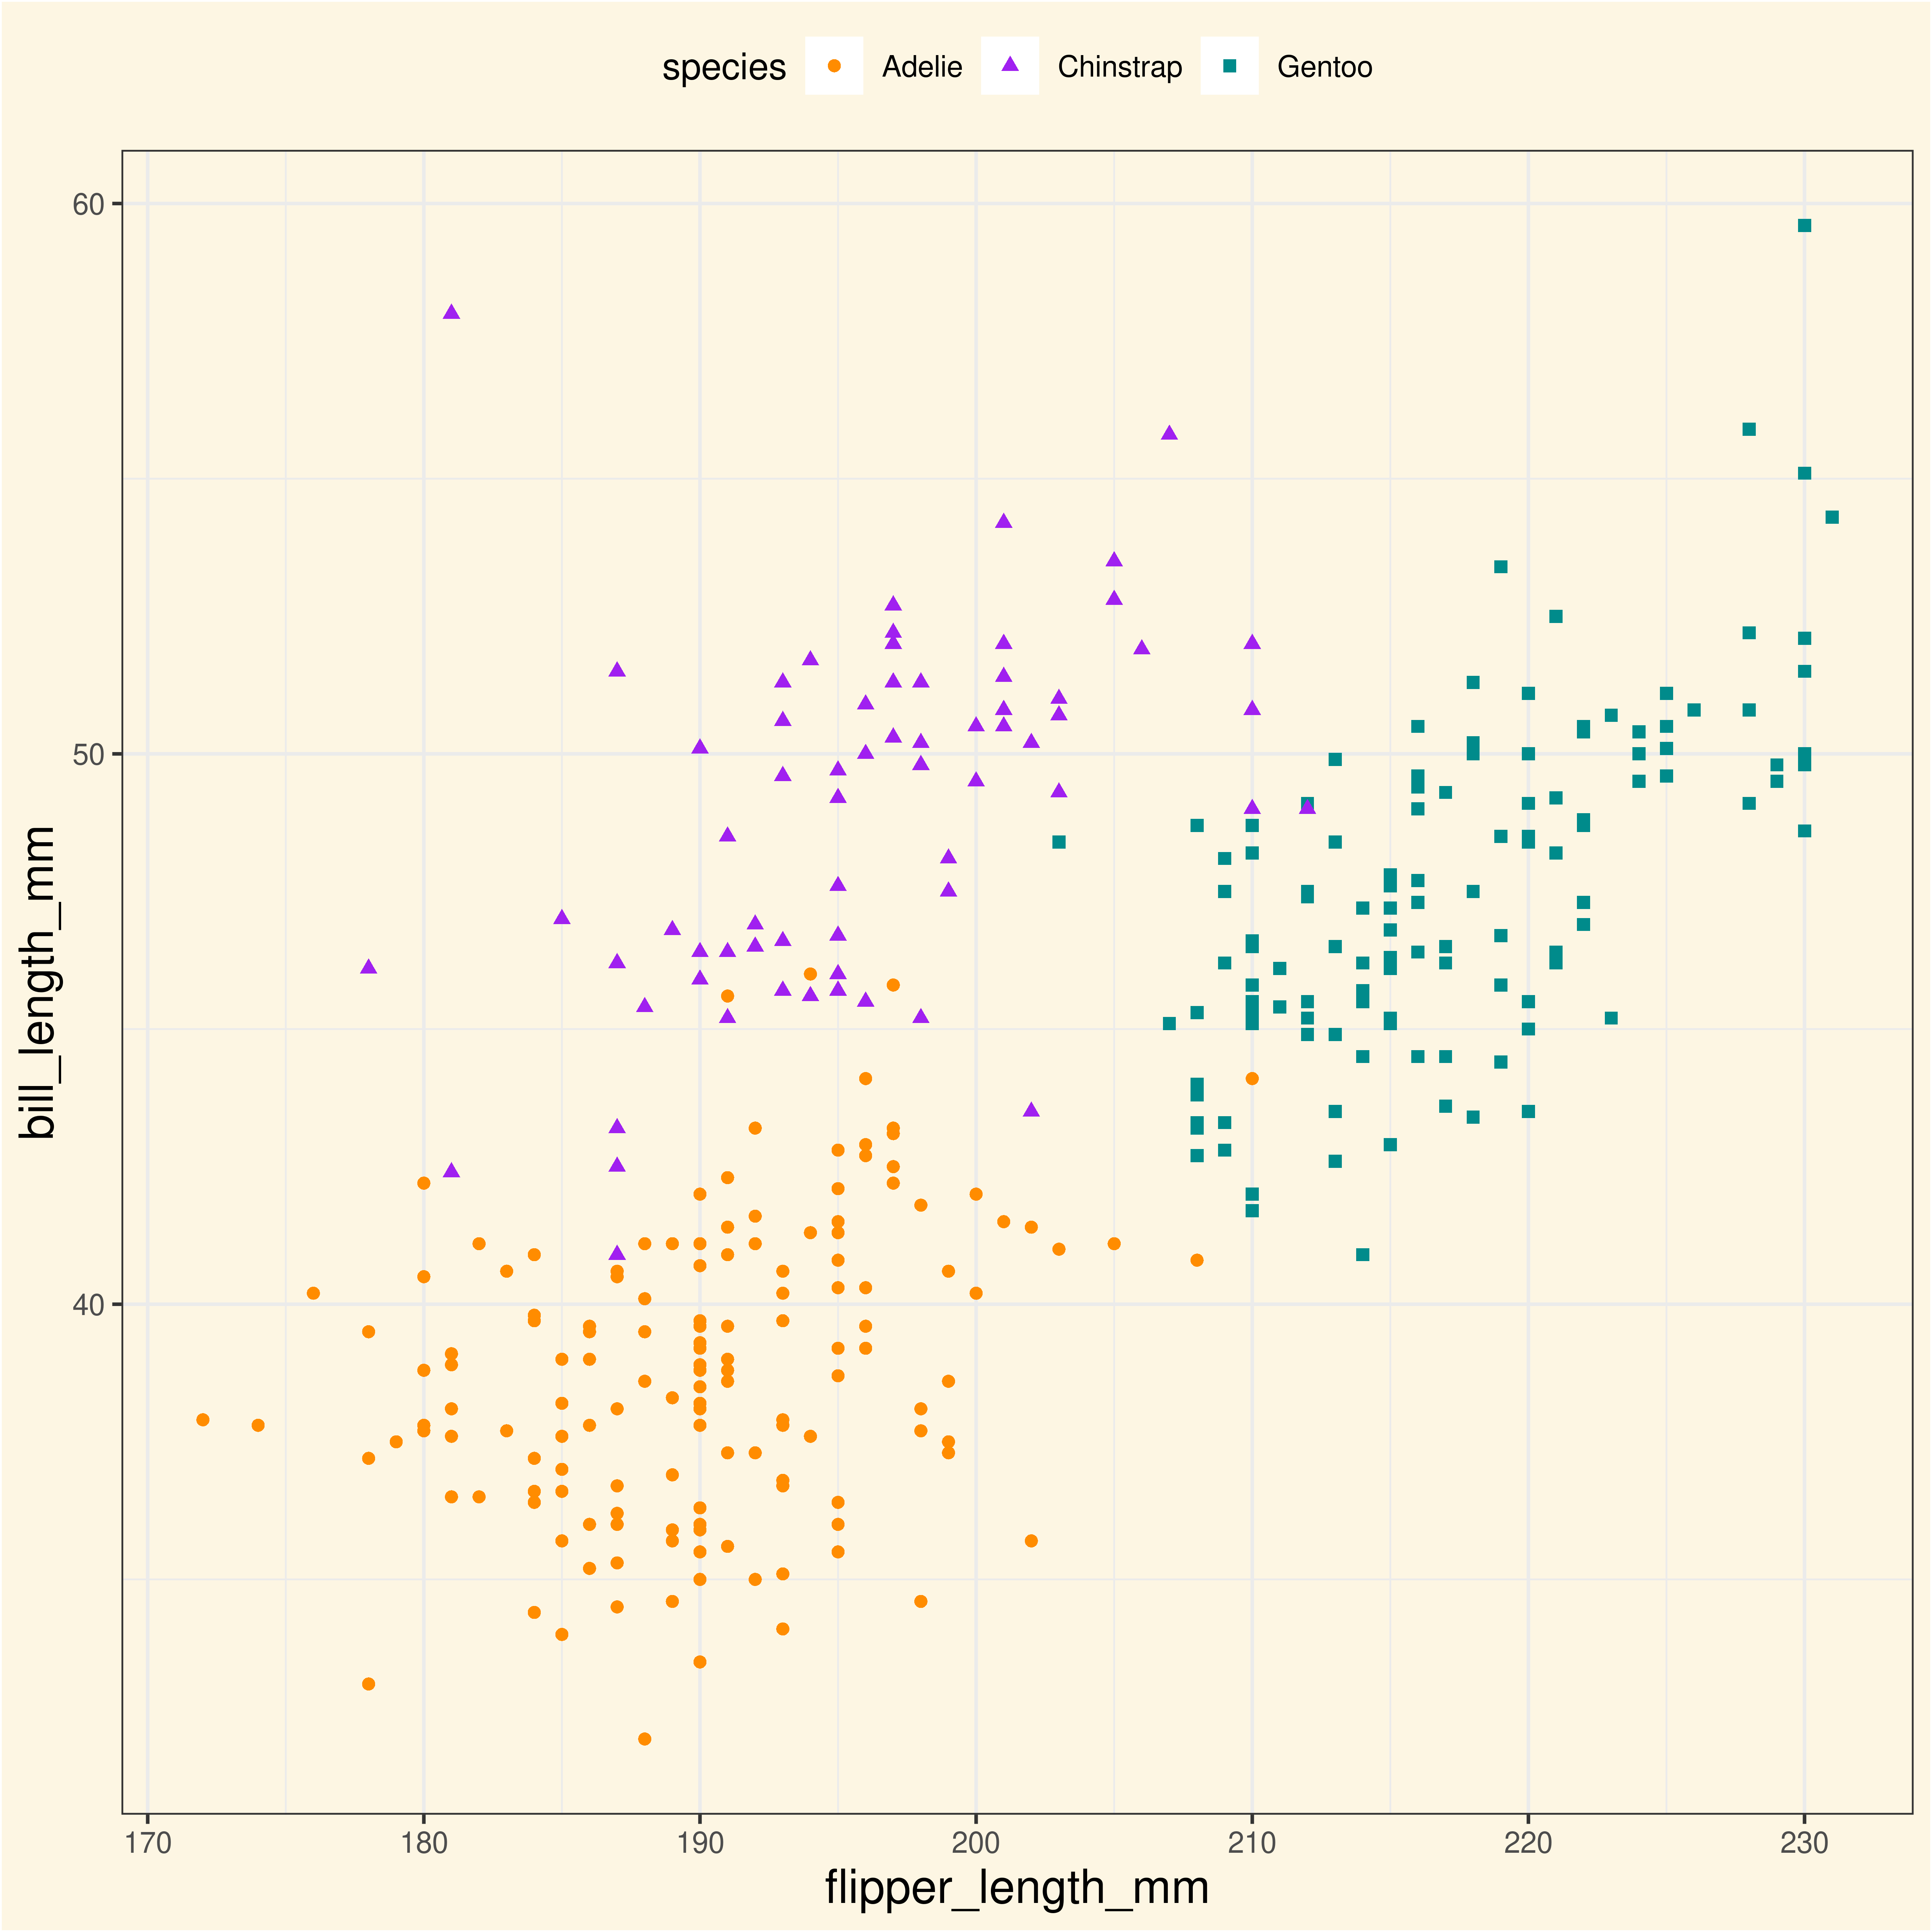 species Adelie Chinstrap Gentoo
60
50
40
bill_length_mm
170 180 190 200 210 220 230
flipper_length_mm